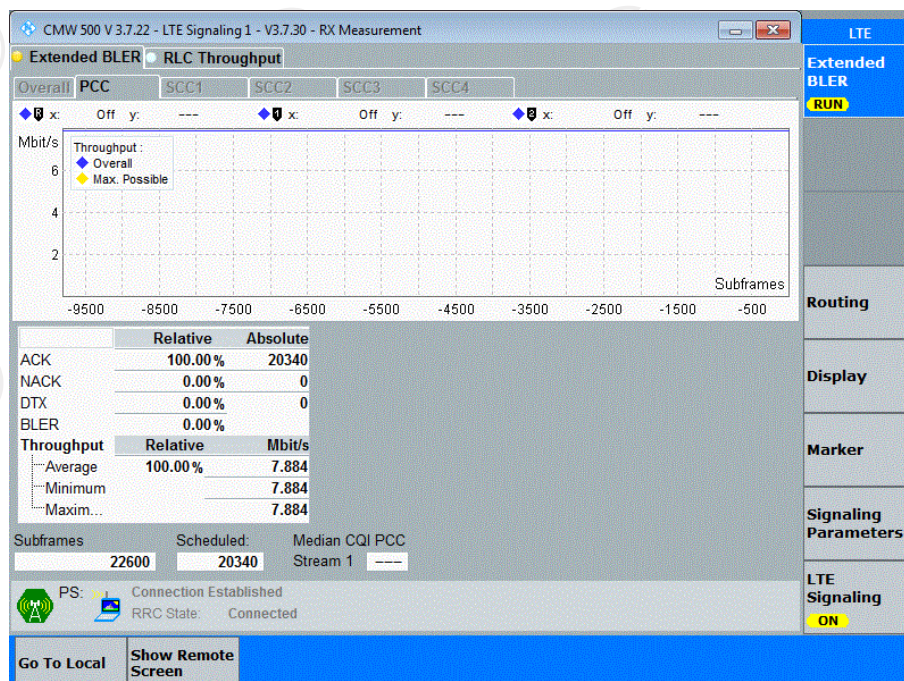 CMW 500 V 3.7.22 - LTE Signaling 1 - V3.7.30 - RX Measurement
LTE
Extended BLER RLC Throughput
Extended
BLER
RUN
Overall PCC SCC1 SCC2 SCC3 SCC4
R x: Off y: --- 1 x: Off y: --- 2 x: Off y: ---
Mbit/s
Throughput :
Overall
Max. Possible
6
4
2
Subframes
-9500 -8500 -7500 -6500 -5500 -4500 -3500 -2500 -1500 -500
Routing
Relative Absolute
ACK 100.00 % 20340
NACK 0.00 % 0
DTX 0.00 % 0
BLER 0.00 %
Throughput Relative Mbit/s
Average 100.00 % 7.884
Minimum 7.884
Maxim... 7.884
Display
Marker
Signaling
Parameters
Subframes Scheduled: Median CQI PCC
22600 20340 Stream 1 ---
LTE
Signaling
ON
PS: Connection Established
RRC State: Connected
Go To Local
Show Remote
Screen